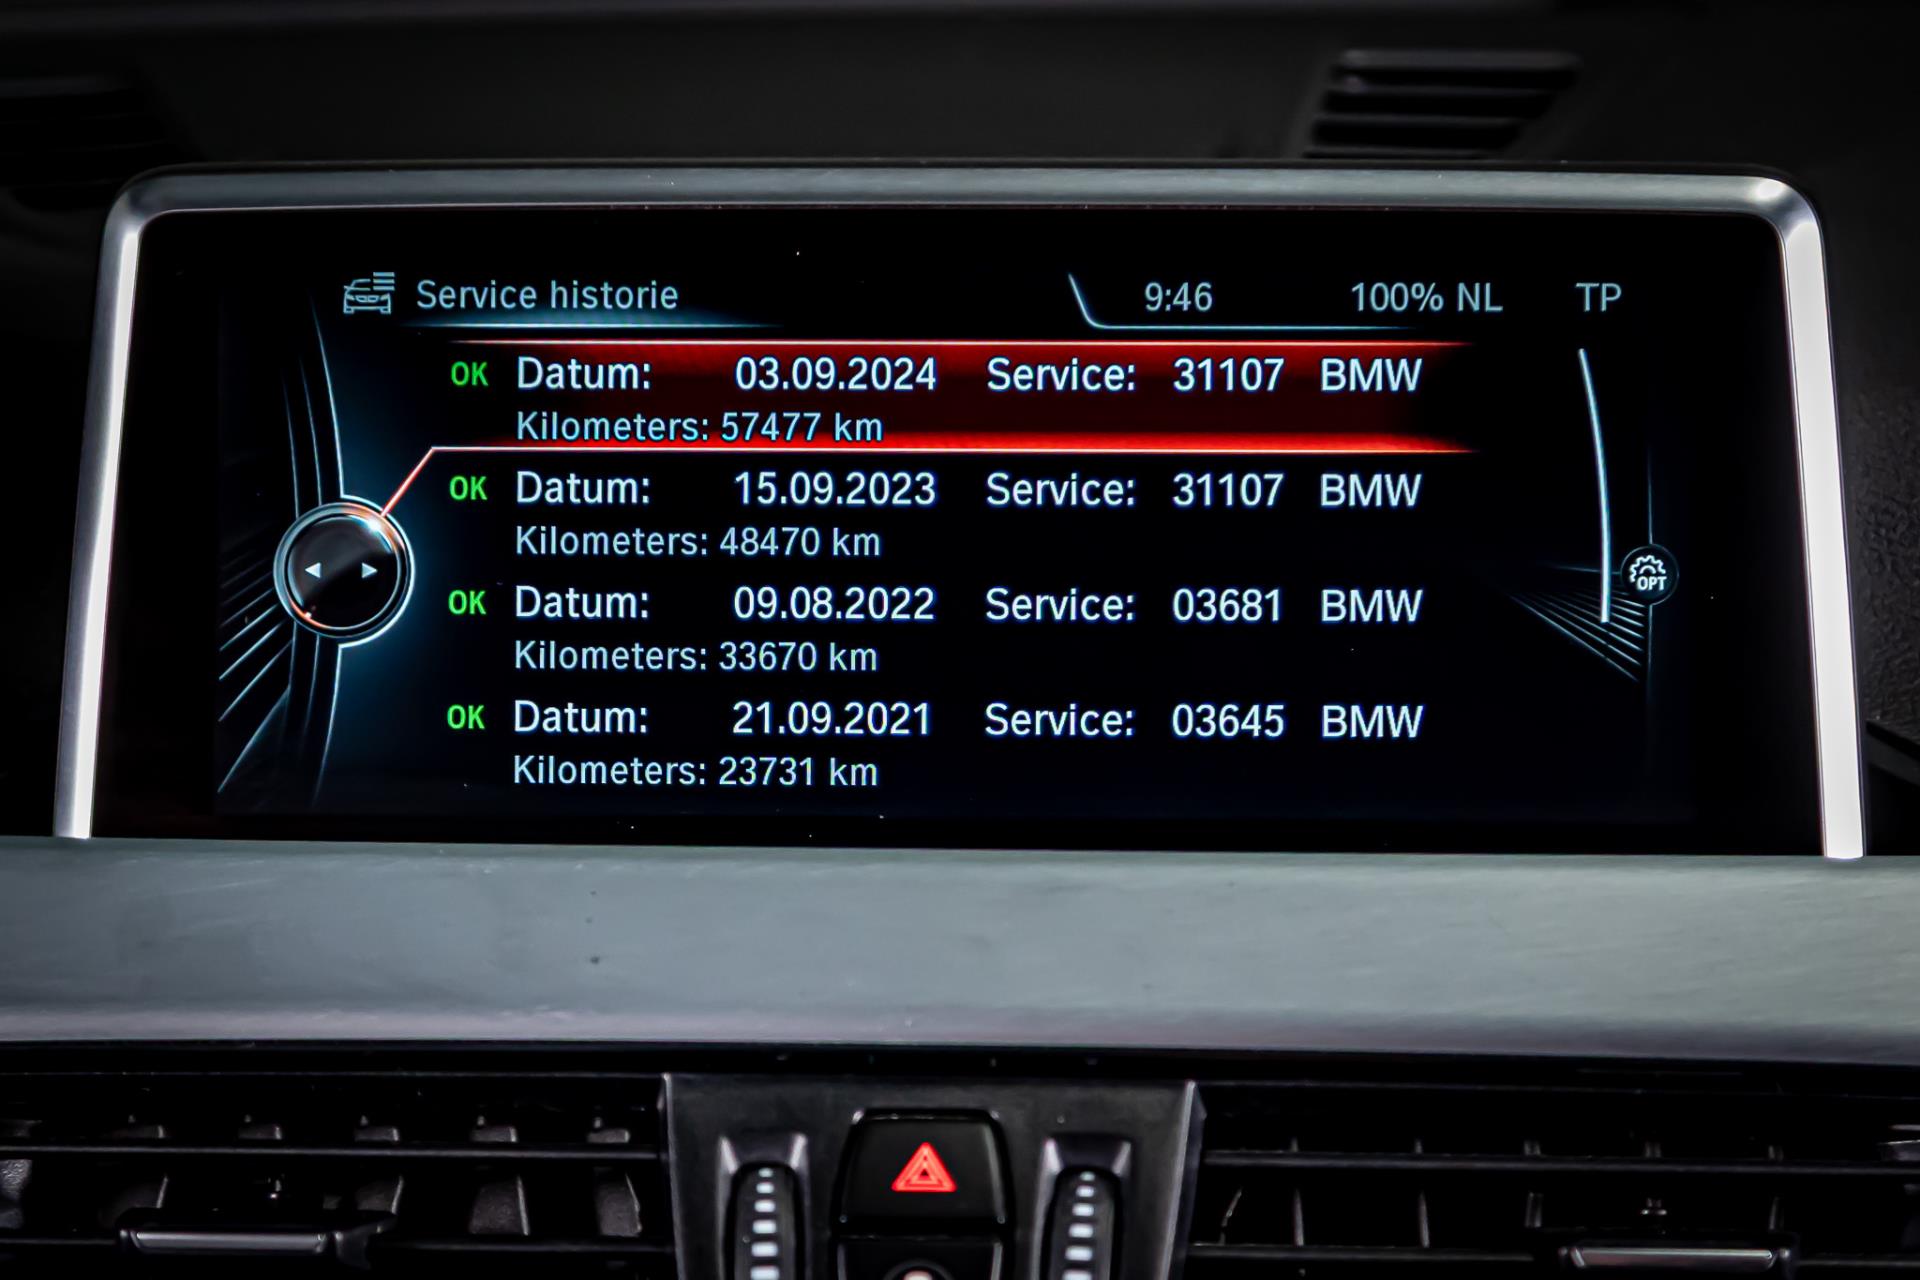 Service historie 9:46 100% NL TP
OK Datum: 03.09.2024 Service: 31107 BMW
Kilometers: 57477 km
OK Datum: 15.09.2023 Service: 31107 BMW
Kilometers: 48470 km
OK Datum: 09.08.2022 Service: 03681 BMW
Kilometers: 33670 km
OPT
OK Datum: 21.09.2021 Service: 03645 BMW
Kilometers: 23731 km